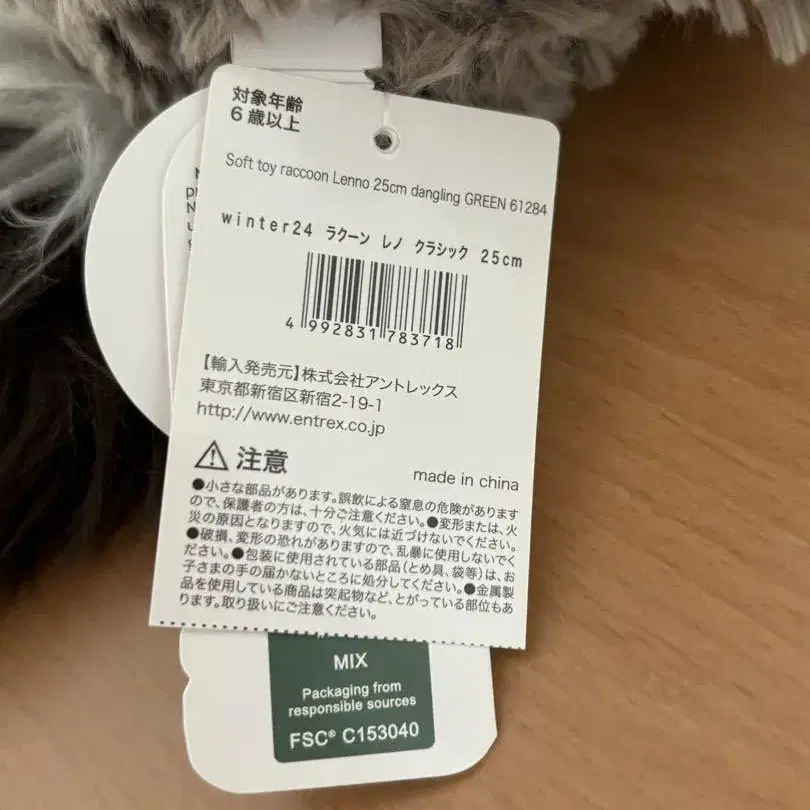 対象年齢
6歳以上
Soft toy raccoon Lenno 25cm dangling GREEN 61284
winter24 ラクーン レノ クラシック 25cm
4 992831 783718
【輸入発売元】株式会社アントレックス
東京都新宿区新宿2-19-1
http://www.entrex.co.jp
注意
made in china
●小さな部品があります。誤飲による窒息の危険があります
ので、保護者の方は、十分ご注意ください。●変形または、火
災の原因となりますので、火気には近づけないでください。
●破損、変形の恐れがありますので、乱暴に使用しないでく
ださい。●包装に使用されている部品(とめ具、袋等)は、お
子さまの手の届かないところに処分してください。●金属製
品を使用している商品は突起物など、とがっている部位もあ
ります。取り扱いにご注意ください。
MIX
Packaging from
responsible sources
FSC® C153040